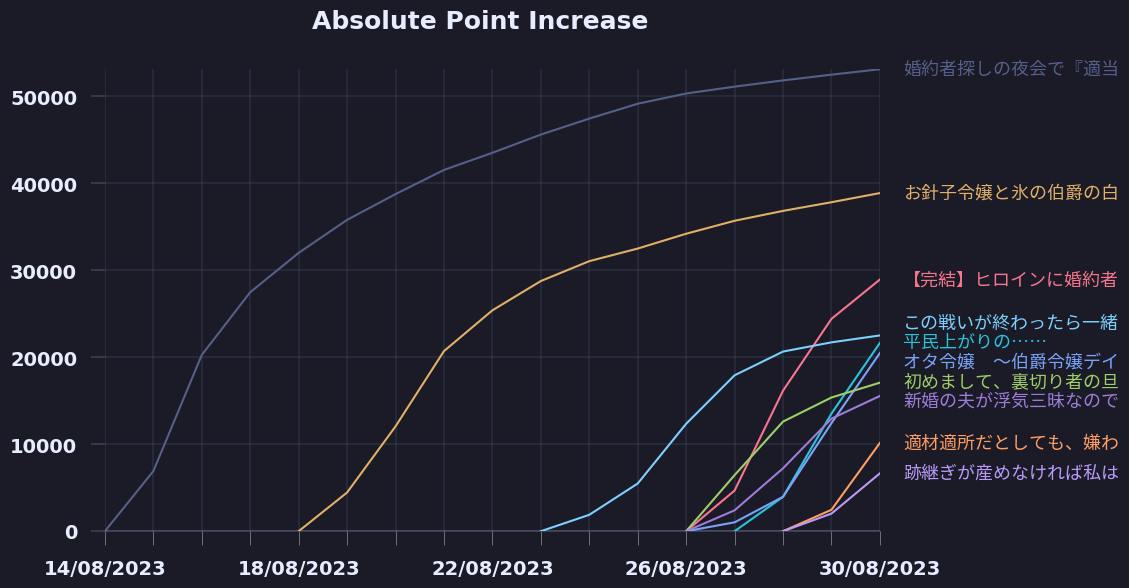 Absolute Point Increase
50000
40000
30000
20000
10000
0
14/08/2023
18/08/2023
22/08/2023
26/08/2023
30/08/2023
婚約者探しの夜会で『適当
お針子令嬢と氷の伯爵の白
【完結】ヒロインに婚約者
この戦いが終わったら一緒
平民上がりの……
オタ令嬢　～伯爵令嬢デイ
初めまして、裏切り者の旦
新婚の夫が浮気三昧なので
適材適所だとしても、嫌わ
跡継ぎが産めなければ私は